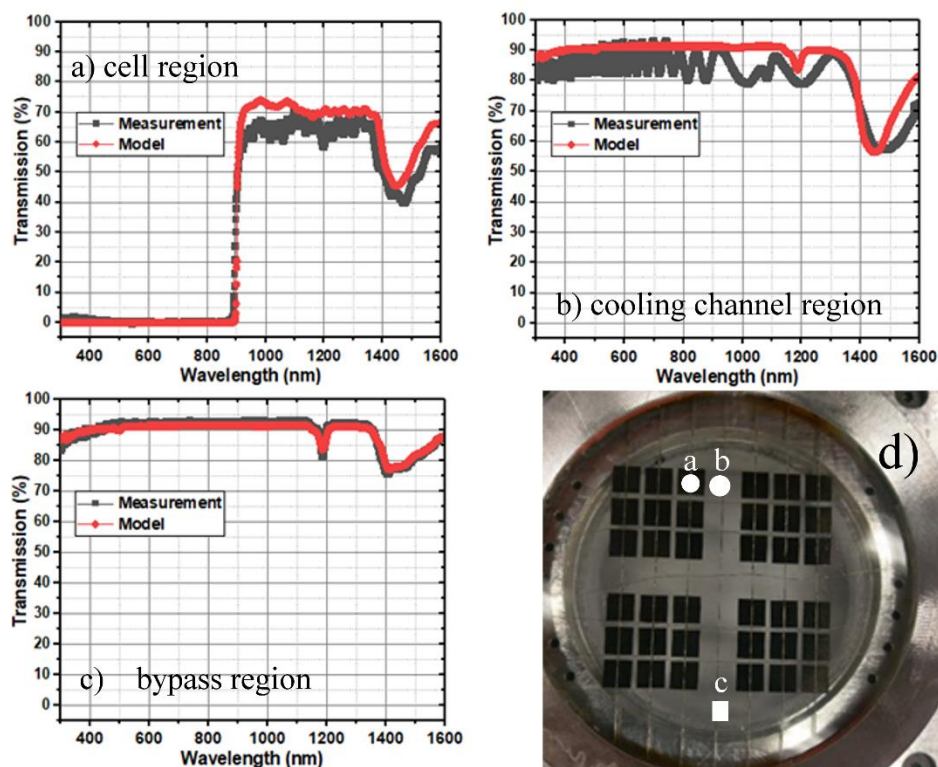 100
90
80
70
60
50
40
30
20
10
0
Transmission (%)
a) cell region
Measurement
Model
400 600 800 1000 1200 1400 1600
Wavelength (nm)
100
90
80
70
60
50
40
30
20
10
0
Transmission (%)
Measurement
Model
b) cooling channel region
400 600 800 1000 1200 1400 1600
Wavelength (nm)
100
90
80
70
60
50
40
30
20
10
0
Transmission (%)
Measurement
Model
c) bypass region
400 600 800 1000 1200 1400 1600
Wavelength (nm)
d)
a b
c